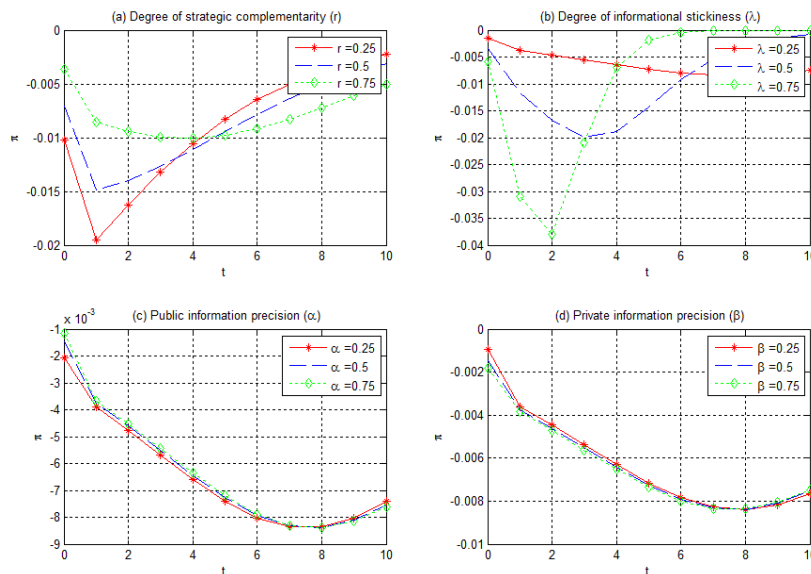 (a) Degree of strategic complementarity (r)
0
-0.005
-0.01
-0.015
-0.02
π
0 2 4 6 8 10
t
r =0.25
r =0.5
r =0.75
(b) Degree of informational stickiness (λ)
0
-0.005
-0.01
-0.015
-0.02
-0.025
-0.03
-0.035
-0.04
π
0 2 4 6 8 10
t
λ =0.25
λ =0.5
λ =0.75
(c) Public information precision (α)
x 10⁻³
-1
-2
-3
-4
-5
-6
-7
-8
-9
π
0 2 4 6 8 10
t
α =0.25
α =0.5
α =0.75
(d) Private information precision (β)
0
-0.002
-0.004
-0.006
-0.008
-0.01
π
0 2 4 6 8 10
t
β =0.25
β =0.5
β =0.75